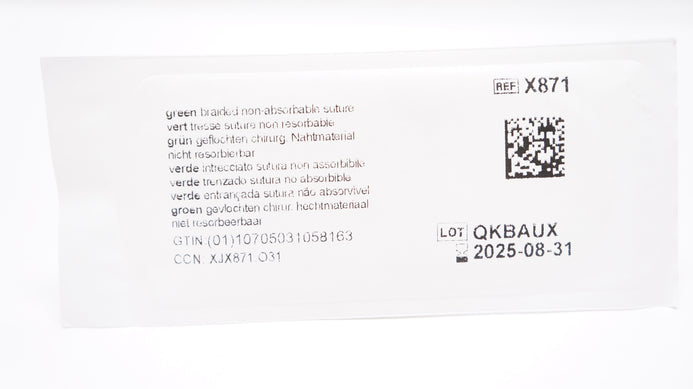 REF X871
green braided non-absorbable suture
vert tressé suture non résorbable
grün geflochten chirurg. Nahtmaterial
nicht resorbierbar
verde intrecciato sutura non assorbibile
verde trenzado sutura no absorbible
verde entrançada sutura não absorvível
groen gevlochten chirur. hechtmateriaal
niet resorbeerbaar
GTIN:(01)10705031058163
CCN: XJX871.O31
LOT QKBAUX
2025-08-31